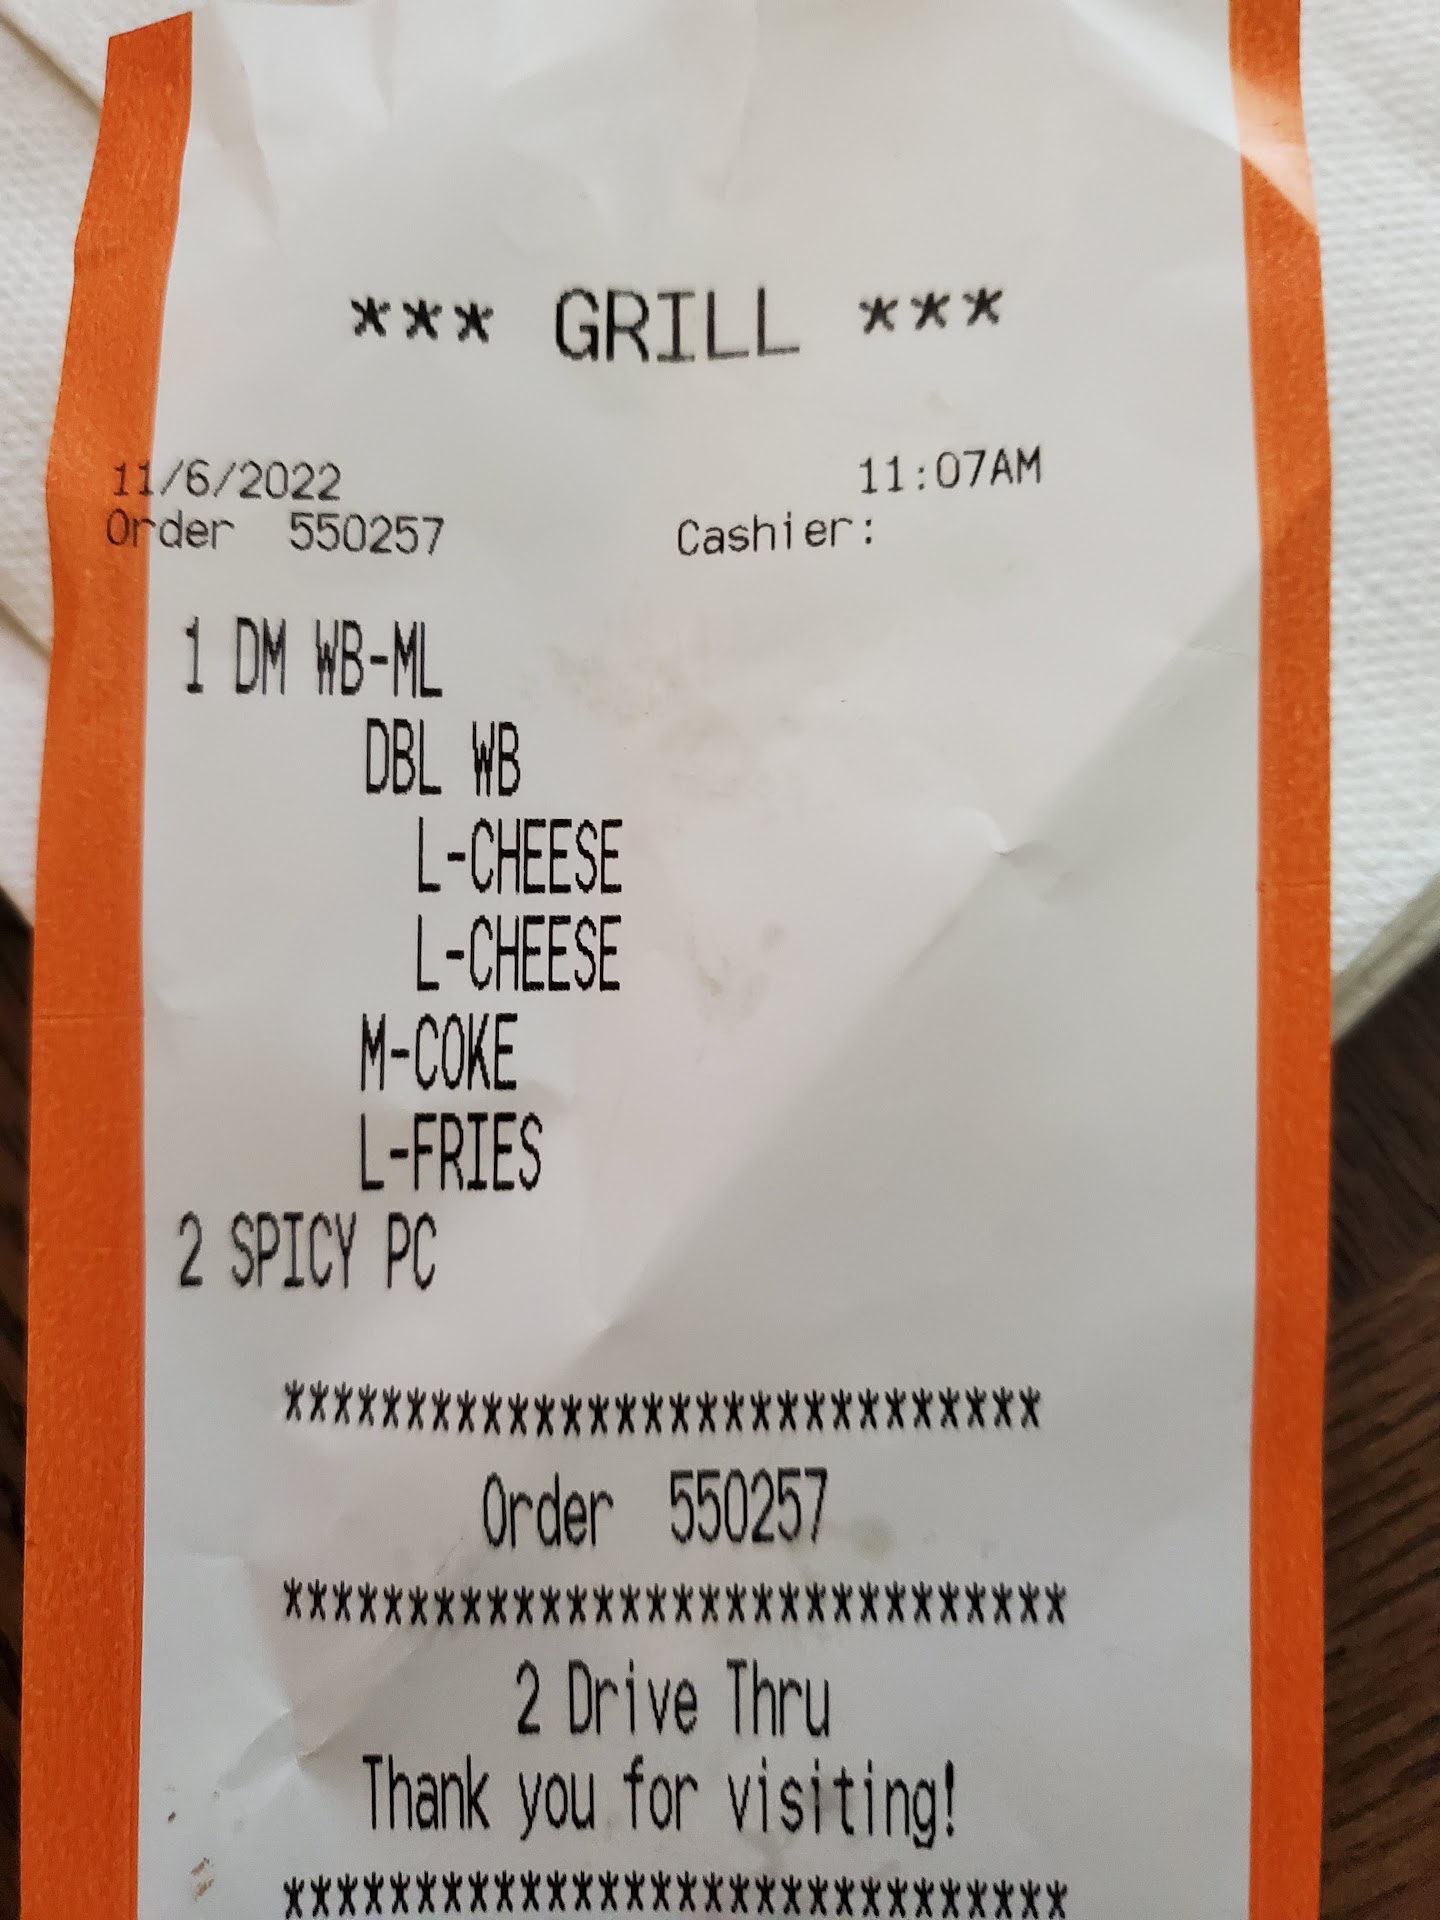 *** GRILL ***
11/6/2022 11:07AM
Order 550257 Cashier:
1 DM WB-ML
DBL WB
L-CHEESE
L-CHEESE
M-COKE
L-FRIES
2 SPICY PC
*****************************
Order 550257
******************************
2 Drive Thru
Thank you for visiting!
******************************